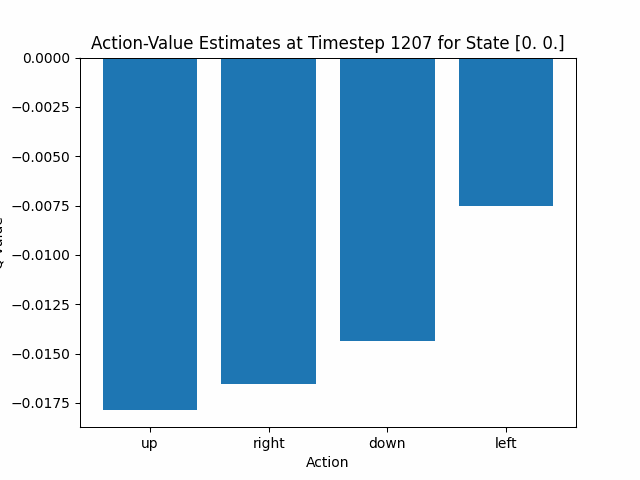 Action-Value Estimates at Timestep 1207 for State [0. 0.]
0.0000
−0.0025
−0.0050
−0.0075
−0.0100
−0.0125
−0.0150
−0.0175
up right down left
Action